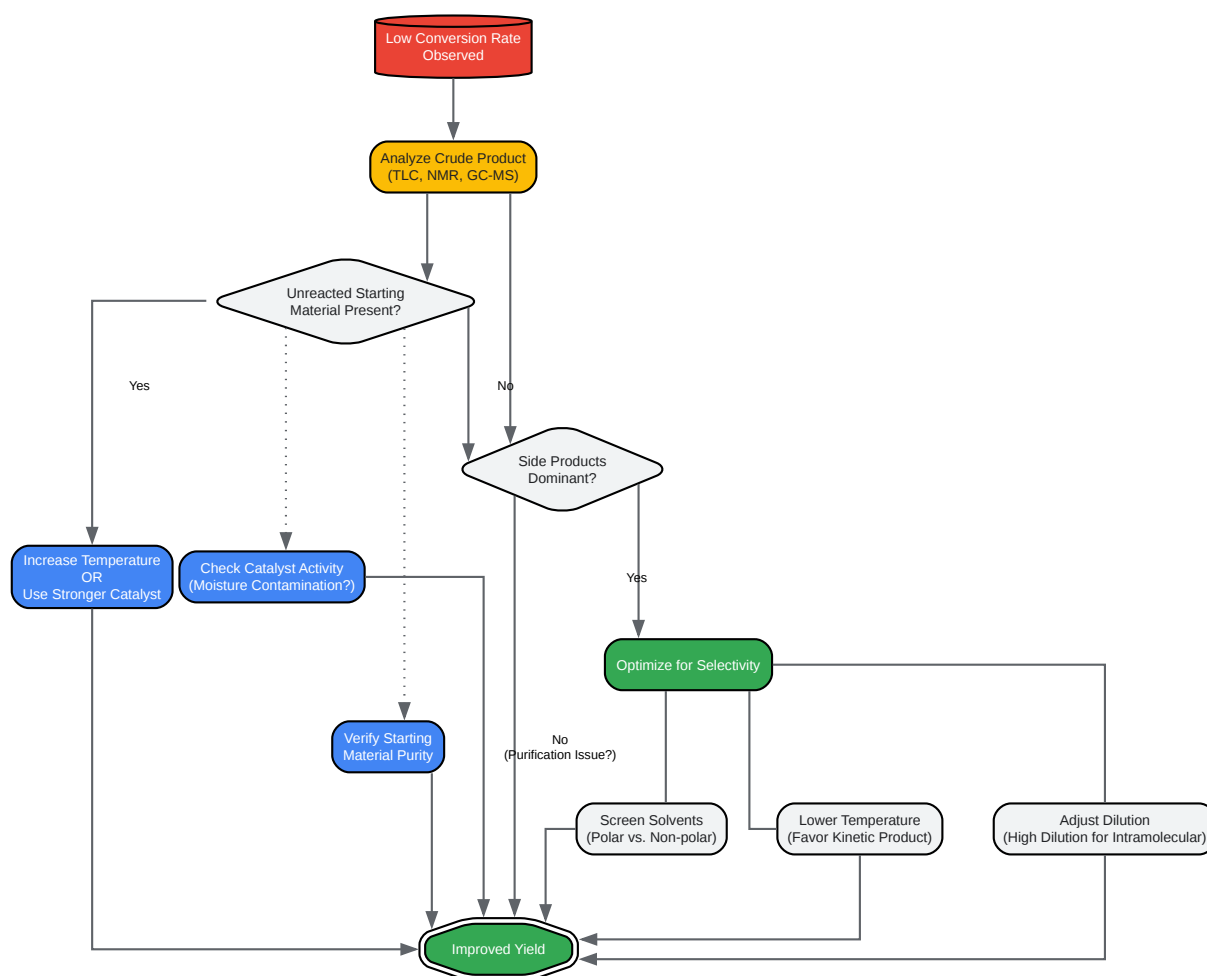 Low Conversion Rate
Observed
Analyze Crude Product
(TLC, NMR, GC-MS)
Unreacted Starting
Material Present?
Yes
No
Side Products
Dominant?
Increase Temperature
OR
Use Stronger Catalyst
Check Catalyst Activity
(Moisture Contamination?)
Yes
Optimize for Selectivity
Verify Starting
Material Purity
No
(Purification Issue?)
Screen Solvents
(Polar vs. Non-polar)
Lower Temperature
(Favor Kinetic Product)
Adjust Dilution
(High Dilution for Intramolecular)
Improved Yield